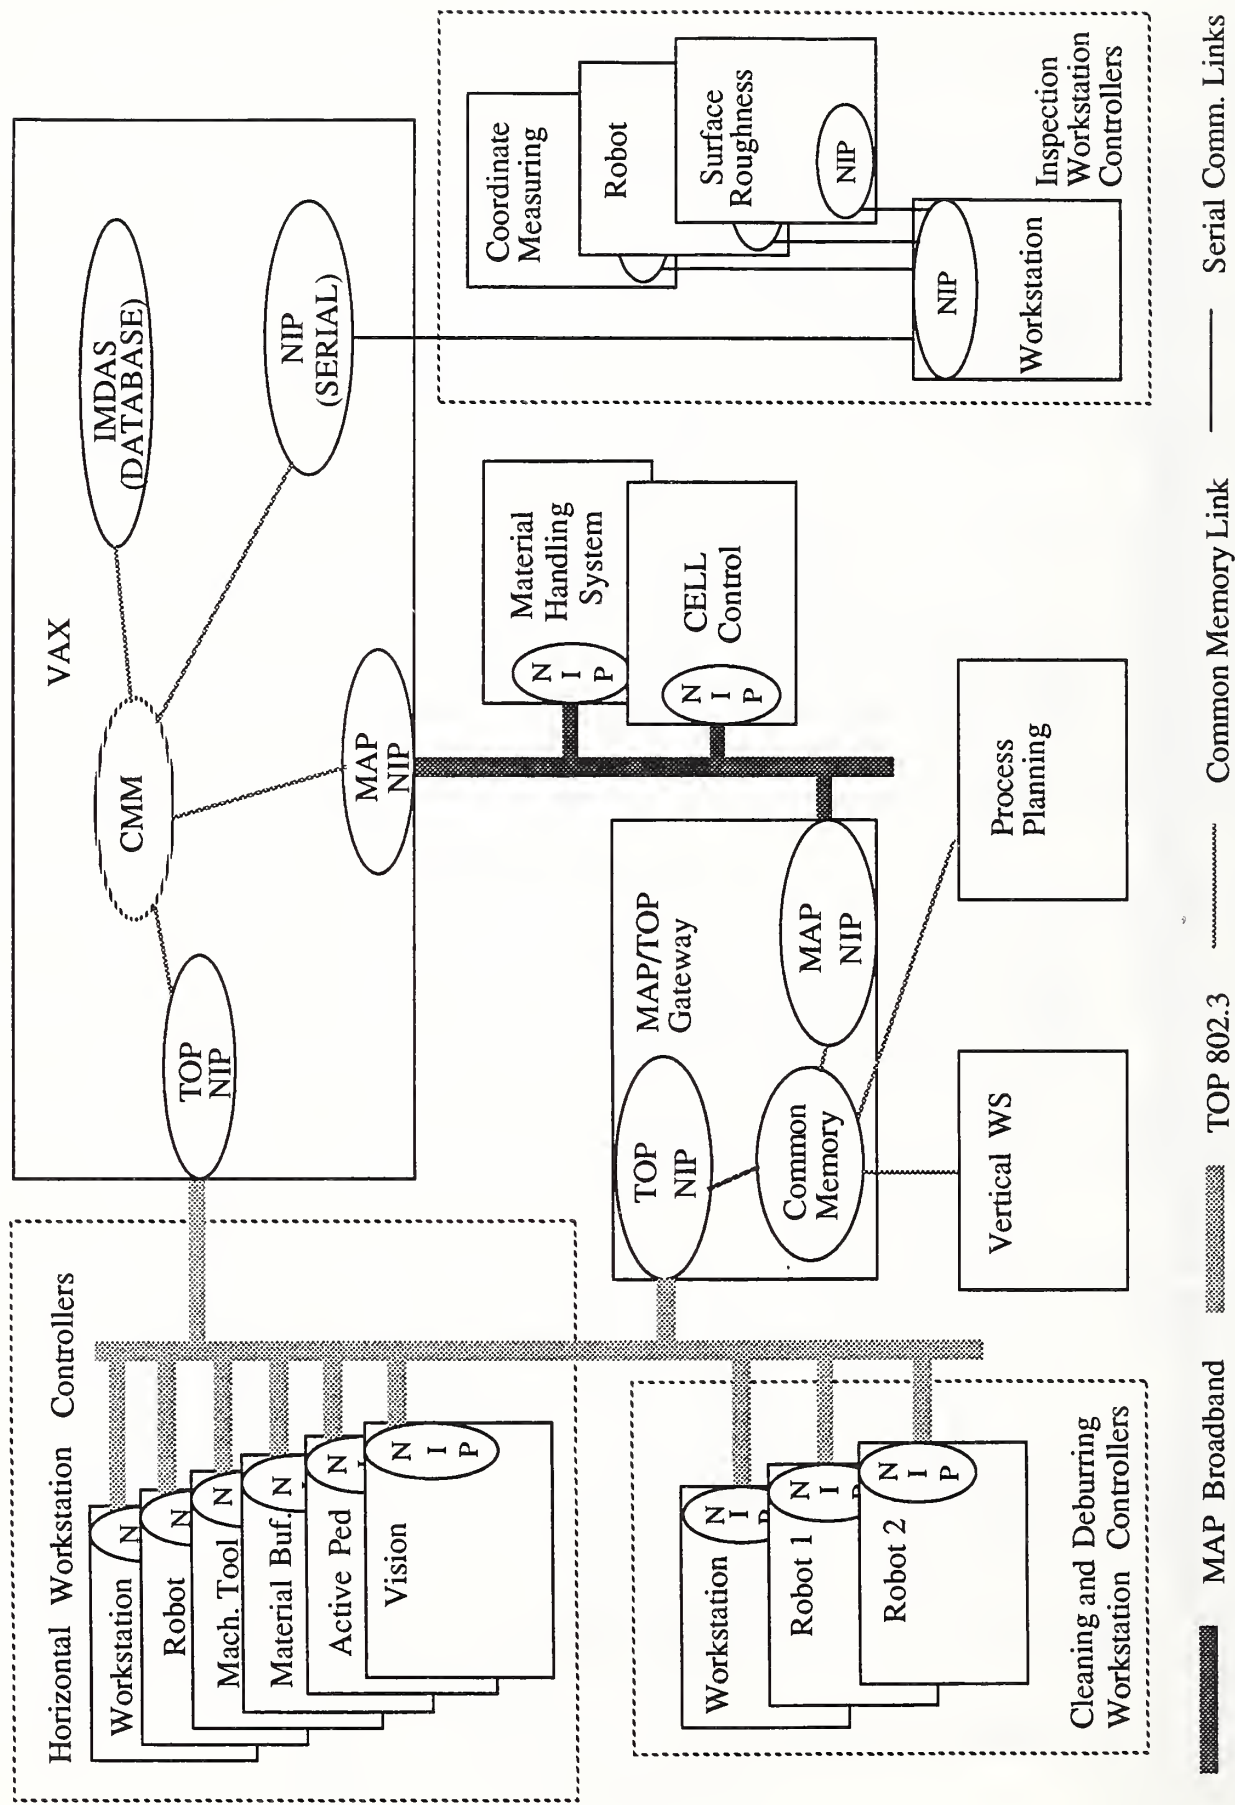 Horizontal Workstation Controllers
Workstation
N
Robot
N
Mach. Tool
N
Material Buf.
N
Active Ped
N
Vision
N
I
P
VAX
TOP
NIP
CMM
IMDAS
(DATABASE)
MAP
NIP
NIP
(SERIAL)
Coordinate
Measuring
Robot
Surface
Roughness
NIP
NIP
Workstation
Inspection
Workstation
Controllers
Material
Handling
System
N
I
P
CELL
Control
N
I
P
MAP/TOP
Gateway
TOP
NIP
Common
Memory
MAP
NIP
Vertical WS
Process
Planning
Workstation
N
I
P
Robot 1
N
I
P
Robot 2
N
I
P
Cleaning and Deburring
Workstation Controllers
MAP Broadband
TOP 802.3
Common Memory Link
Serial Comm. Links